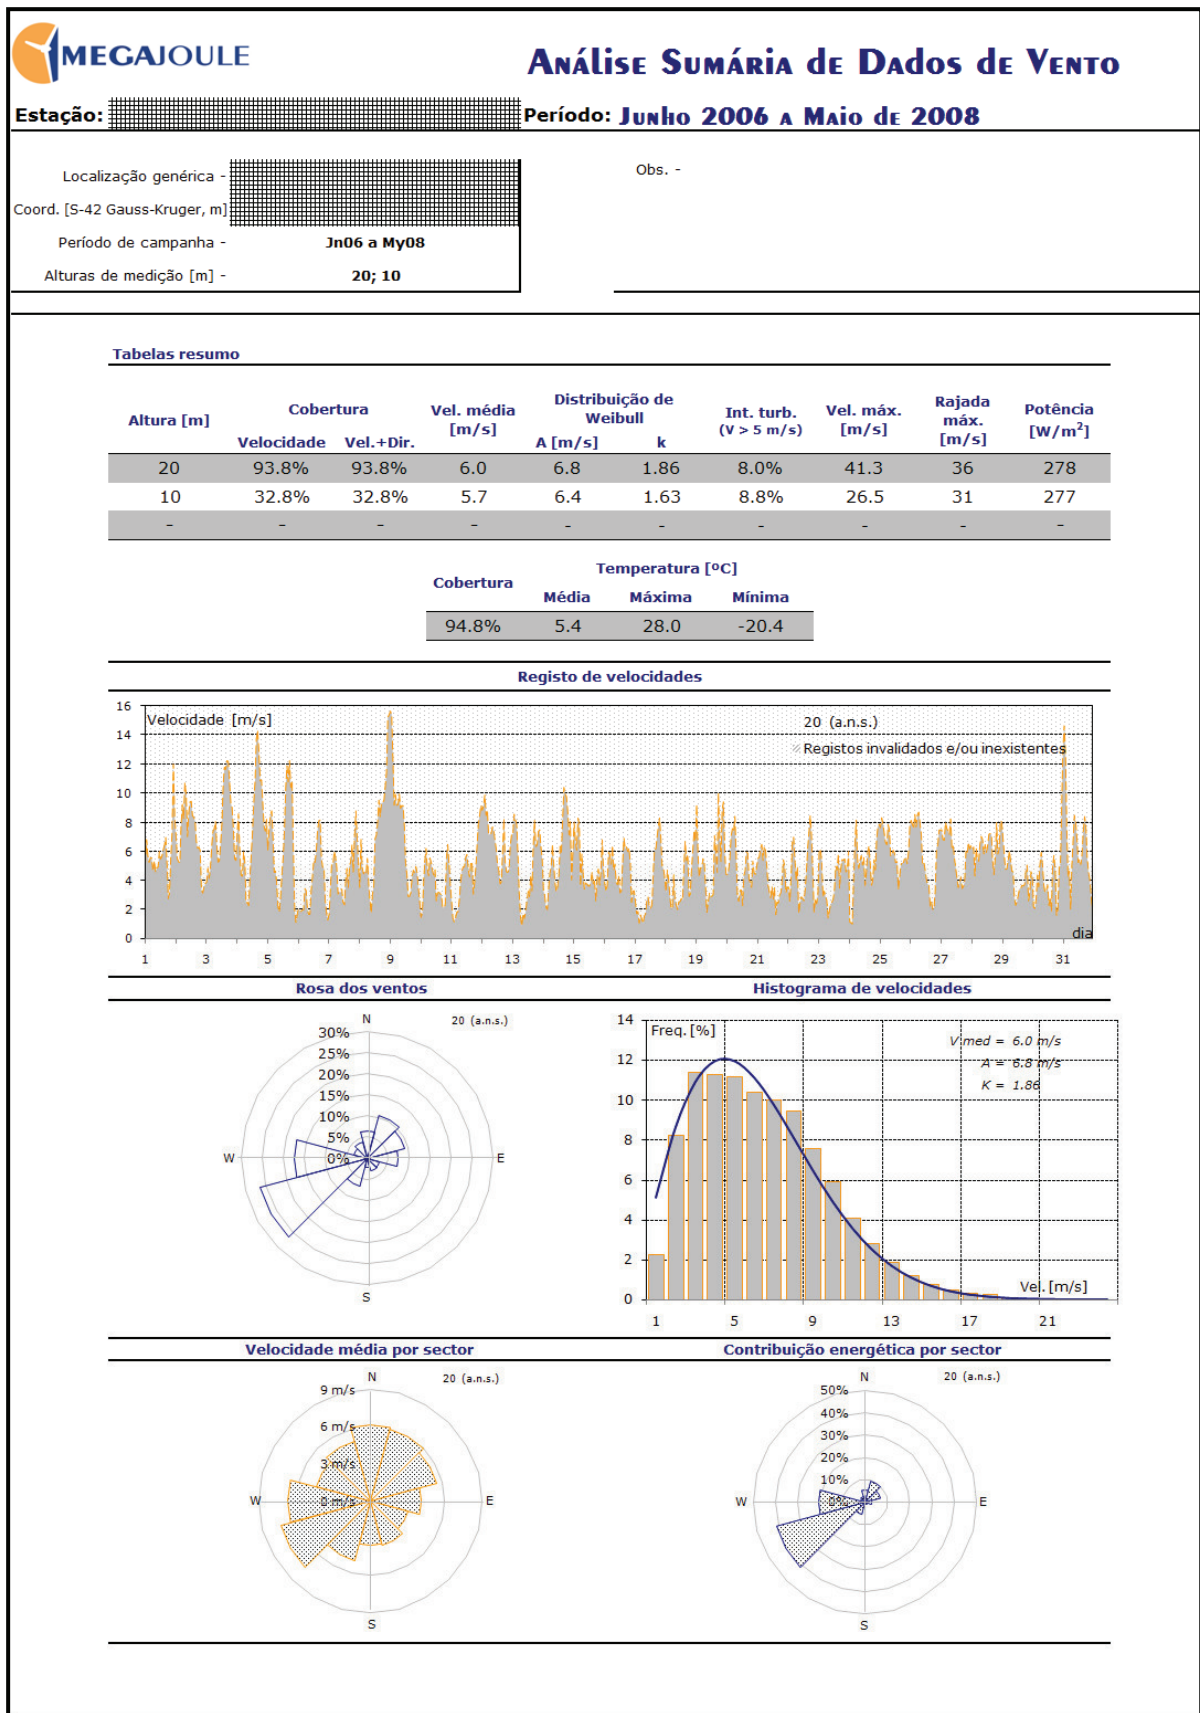 MEGAJOULE
Análise Sumária de Dados de Vento
Estação:
Período: Junho 2006 a Maio de 2008
Localização genérica -
Coord. [S-42 Gauss-Kruger, m]
Período de campanha - Jn06 a My08
Alturas de medição [m] - 20; 10
Obs. -
Tabelas resumo
Altura [m] Cobertura Vel. média [m/s] Distribuição de Weibull Int. turb. (V > 5 m/s) Vel. máx. [m/s] Rajada máx. [m/s] Potência [W/m²]
Velocidade Vel.+Dir. A [m/s] k
20 93.8% 93.8% 6.0 6.8 1.86 8.0% 41.3 36 278
10 32.8% 32.8% 5.7 6.4 1.63 8.8% 26.5 31 277
- - - - - - - - - -
Cobertura Temperatura [ºC]
Média Máxima Mínima
94.8% 5.4 28.0 -20.4
Registo de velocidades
Velocidade [m/s]
20 (a.n.s.)
Registos invalidados e/ou inexistentes
16
14
12
10
8
6
4
2
0
dia
1 3 5 7 9 11 13 15 17 19 21 23 25 27 29 31
Rosa dos ventos
20 (a.n.s.)
N
30%
25%
20%
15%
10%
5%
0%
W E
S
Histograma de velocidades
Freq. [%]
V med = 6.0 m/s
A = 6.8 m/s
K = 1.86
14
12
10
8
6
4
2
0
Vel. [m/s]
1 5 9 13 17 21
Velocidade média por sector
N
20 (a.n.s.)
9 m/s
6 m/s
3 m/s
0 m/s
W E
S
Contribuição energética por sector
N
20 (a.n.s.)
50%
40%
30%
20%
10%
0%
W E
S